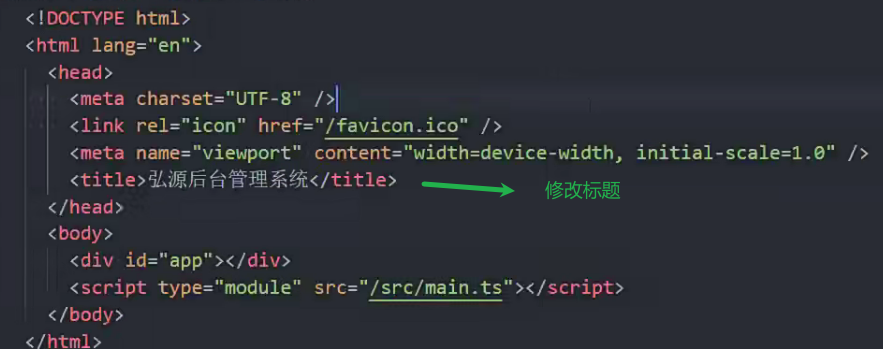 <!DOCTYPE html>
<html lang="en">
<head>
<meta charset="UTF-8" />
<link rel="icon" href="/favicon.ico" />
<meta name="viewport" content="width=device-width, initial-scale=1.0" />
<title>弘源后台管理系统</title> 修改标题
</head>
<body>
<div id="app"></div>
<script type="module" src="/src/main.ts"></script>
</body>
</html>